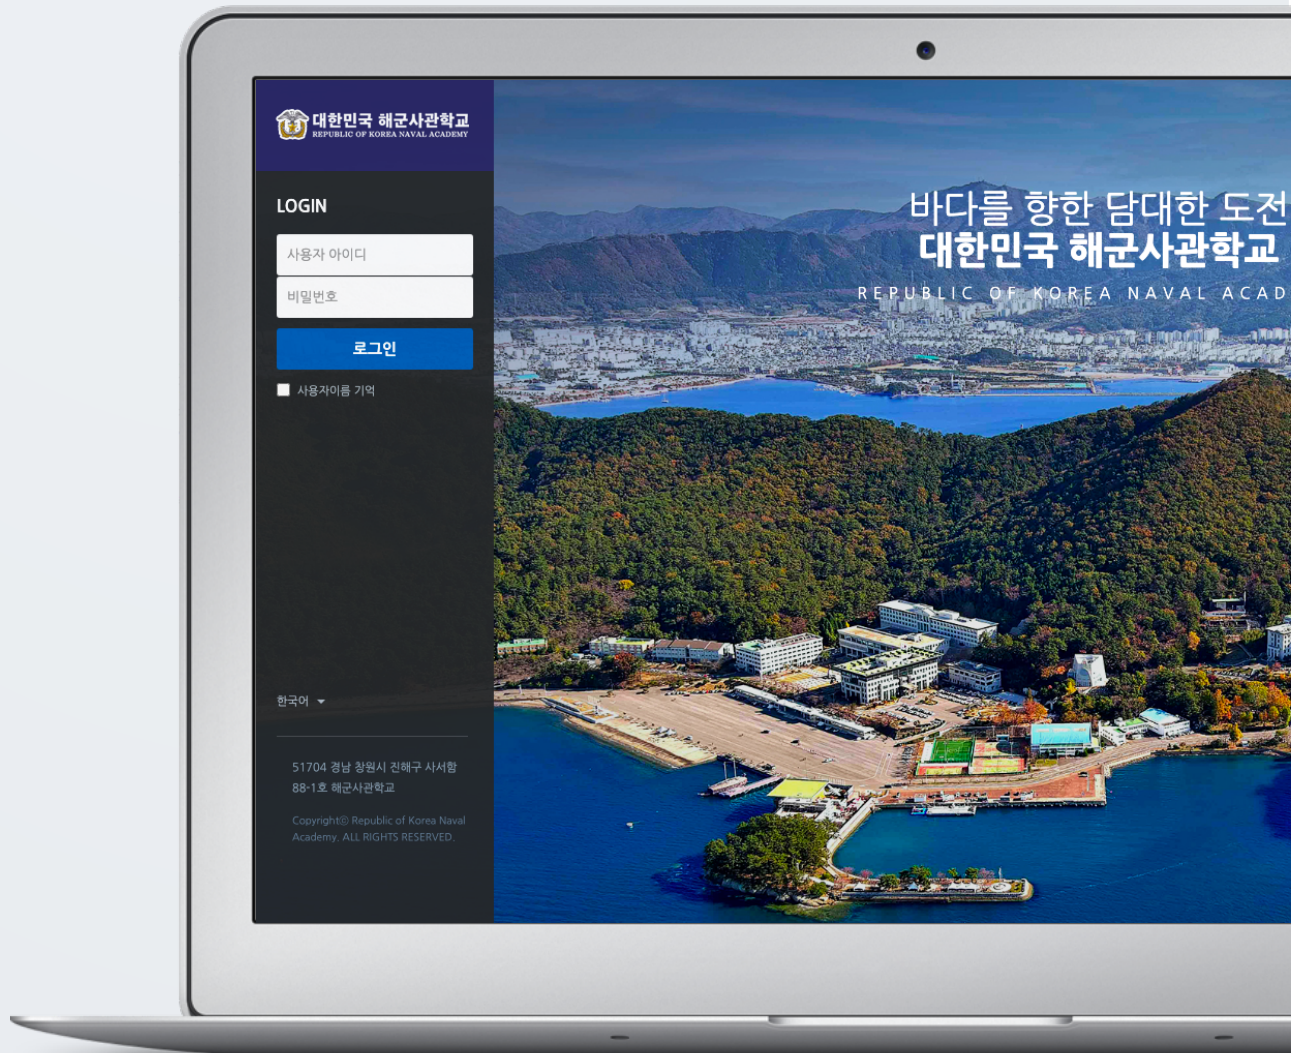 대한민국 해군사관학교
REPUBLIC OF KOREA NAVAL ACADEMY
LOGIN
사용자 아이디
비밀번호
로그인
사용자이름 기억
한국어
51704 경남 창원시 진해구 사서함
88-1호 해군사관학교
Copyright© Republic of Korea Naval
Academy. ALL RIGHTS RESERVED.
바다를 향한 담대한 도전
대한민국 해군사관학교
REPUBLIC OF KOREA NAVAL ACAD